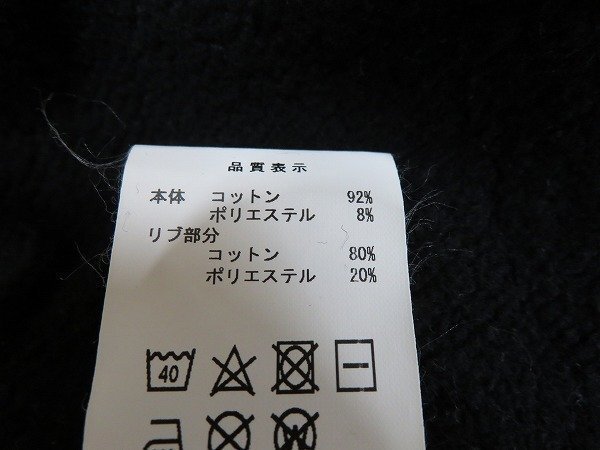 品質表示
本体 コットン 92%
ポリエステル 8%
リブ部分
コットン 80%
ポリエステル 20%
40